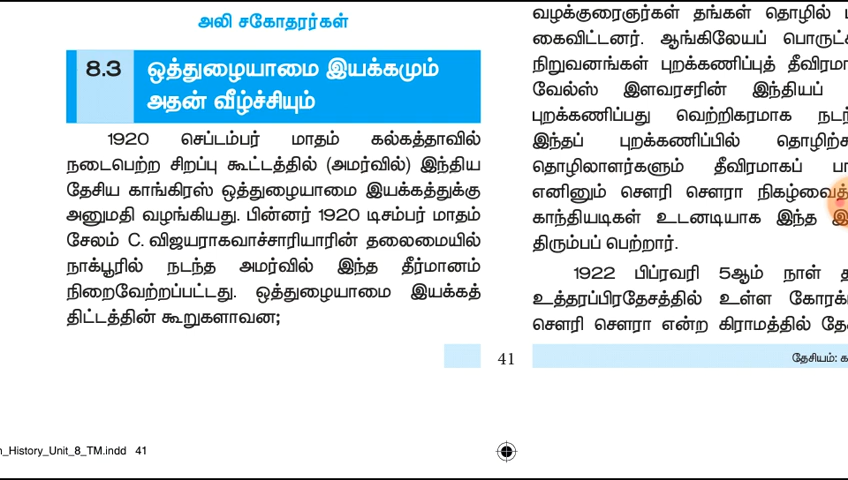 அலி சகோதரர்கள்
8.3 ஒத்துழையாமை இயக்கமும்
அதன் வீழ்ச்சியும்
1920 செப்டம்பர் மாதம் கல்கத்தாவில்
நடைபெற்ற சிறப்பு கூட்டத்தில் (அமர்வில்) இந்திய
தேசிய காங்கிரஸ் ஒத்துழையாமை இயக்கத்துக்கு
அனுமதி வழங்கியது. பின்னர் 1920 டிசம்பர் மாதம்
சேலம் C. விஜயராகவாச்சாரியாரின் தலைமையில்
நாக்பூரில் நடந்த அமர்வில் இந்த தீர்மானம்
நிறைவேற்றப்பட்டது. ஒத்துழையாமை இயக்கத்
திட்டத்தின் கூறுகளாவன;
வழக்குரைஞர்கள் தங்கள் தொழில்
கைவிட்டனர். ஆங்கிலேயப்
நிறுவனங்கள் புறக்கணிப்புத்
வேல்ஸ் இளவரசரின் இந்தியப்
புறக்கணிப்பது வெற்றிகரமாக
இந்தப் புறக்கணிப்பில்
தொழிலாளர்களும் தீவிரமாகப்
எனினும் சௌரி சௌரா
காந்தியடிகள் உடனடியாக இந்த
திரும்பப் பெற்றார்.
1922 பிப்ரவரி 5ஆம் நாள்
உத்தரப்பிரதேசத்தில் உள்ள
சௌரி சௌரா என்ற கிராமத்தில்
41
தேசியம்:
_History_Unit_8_TM.indd 41